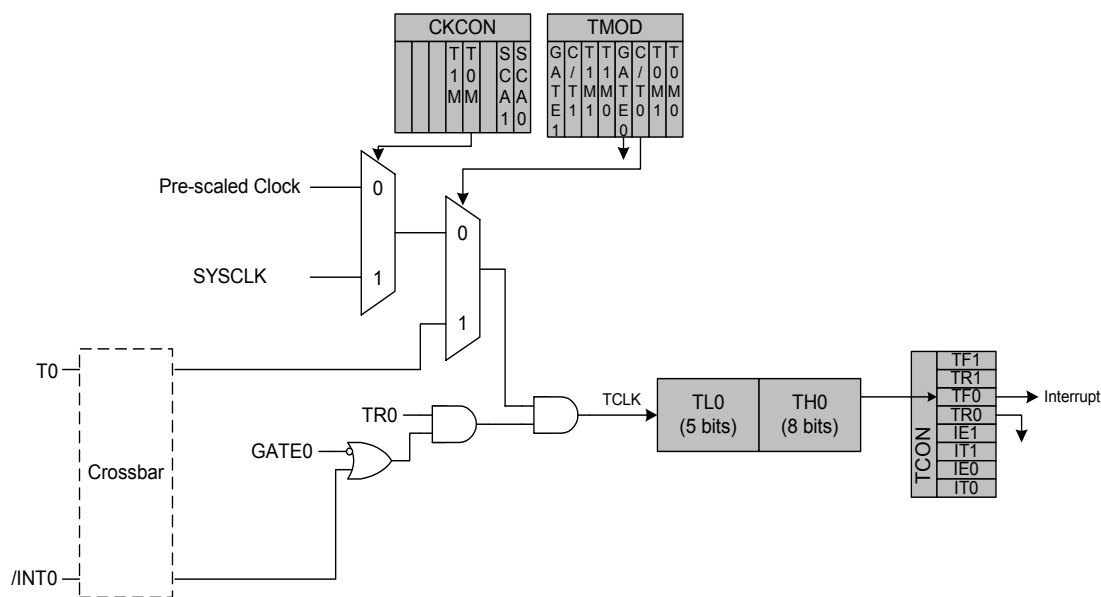 CKCON
T1M
T0M
SCA1
SCA0
TMOD
GATE1
C/T1
T1M1
T1M0
GATE0
C/T0
T0M1
T0M0
Pre-scaled Clock
0
SYSCLK
1
0
1
T0
Crossbar
/INT0
TR0
GATE0
TCLK
TL0
(5 bits)
TH0
(8 bits)
TCON
TF1
TR1
TF0
TR0
IE1
IT1
IE0
IT0
Interrupt